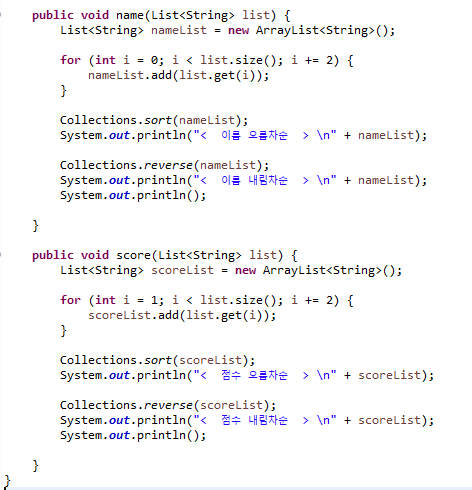 public void name(List<String> list) {
List<String> nameList = new ArrayList<String>();
for (int i = 0; i < list.size(); i += 2) {
nameList.add(list.get(i));
}
Collections.sort(nameList);
System.out.println("<  이름 오름차순  > \n" + nameList);
Collections.reverse(nameList);
System.out.println("<  이름 내림차순  > \n" + nameList);
System.out.println();
}
public void score(List<String> list) {
List<String> scoreList = new ArrayList<String>();
for (int i = 1; i < list.size(); i += 2) {
scoreList.add(list.get(i));
}
Collections.sort(scoreList);
System.out.println("<  점수 오름차순  > \n" + scoreList);
Collections.reverse(scoreList);
System.out.println("<  점수 내림차순  > \n" + scoreList);
System.out.println();
}
}